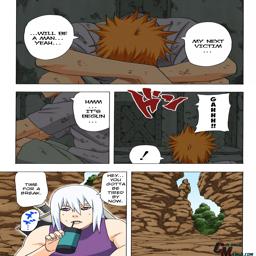 MY NEXT
VICTIM
...
...WILL BE
A MAN...
YEAH...
HMM
...
IT'S
BEGUN
GAHHH!!
!
HEY...
YOU
GOTTA BE
TIRED BY
NOW.
TIME FOR
A BREAK.